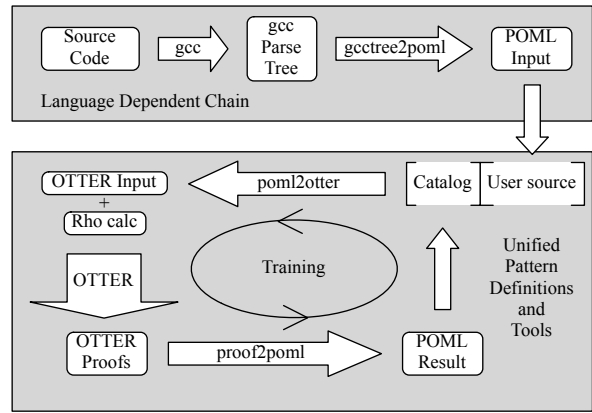 Source
Code
gcc
gcc
Parse
Tree
gcctree2poml
POML
Input
Language Dependent Chain
OTTER Input
+
Rho calc
poml2otter
Catalog
User source
Training
Unified
Pattern
Definitions
and
Tools
OTTER
OTTER
Proofs
proof2poml
POML
Result